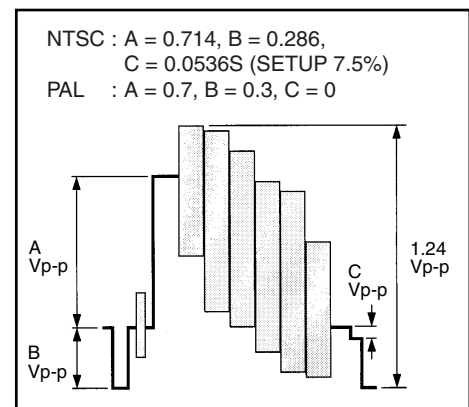 NTSC : A = 0.714, B = 0.286,
C = 0.0536S (SETUP 7.5%)
PAL : A = 0.7, B = 0.3, C = 0
A
Vp-p
B
Vp-p
C
Vp-p
1.24
Vp-p